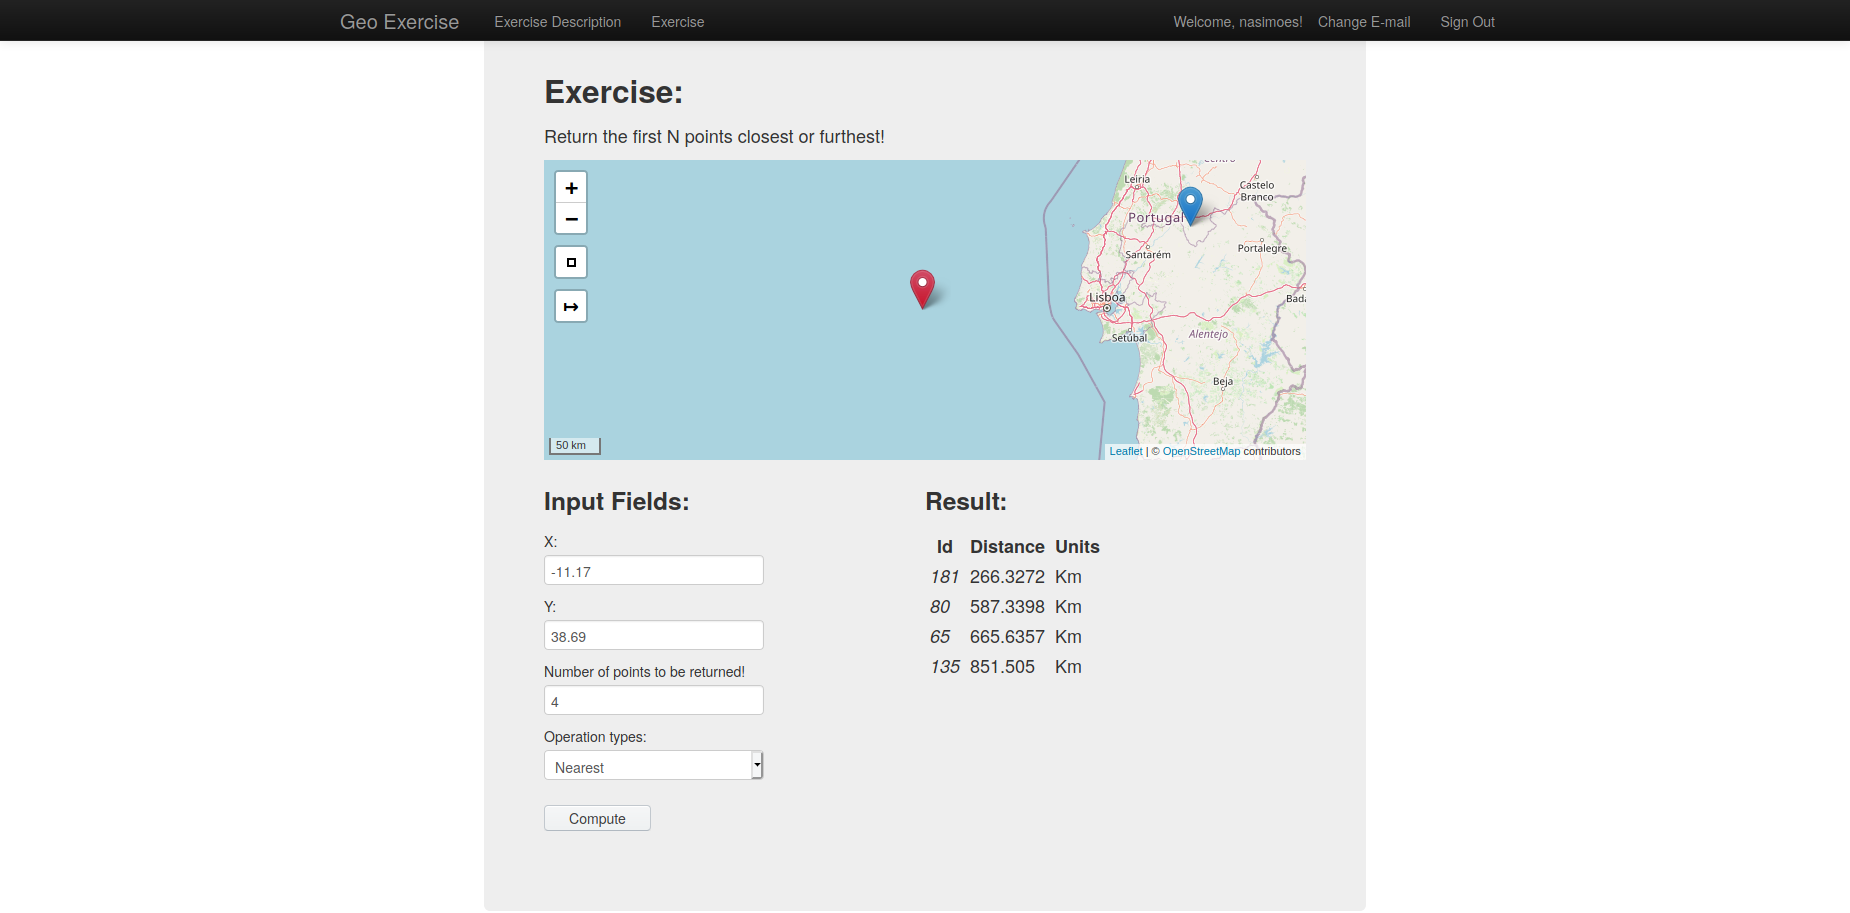 Geo Exercise Exercise Description Exercise Welcome, nasimoes! Change E-mail Sign Out
Exercise:
Return the first N points closest or furthest!
+
−
Leiria
Castelo
Branco
Portugal
Portalegre
Santarém
Lisboa
Setúbal
Alentejo
Beja
50 km
Leaflet | © OpenStreetMap contributors
Input Fields:
X:
-11.17
Y:
38.69
Number of points to be returned!
4
Operation types:
Nearest
Compute
Result:
Id Distance Units
181 266.3272 Km
80 587.3398 Km
65 665.6357 Km
135 851.505 Km